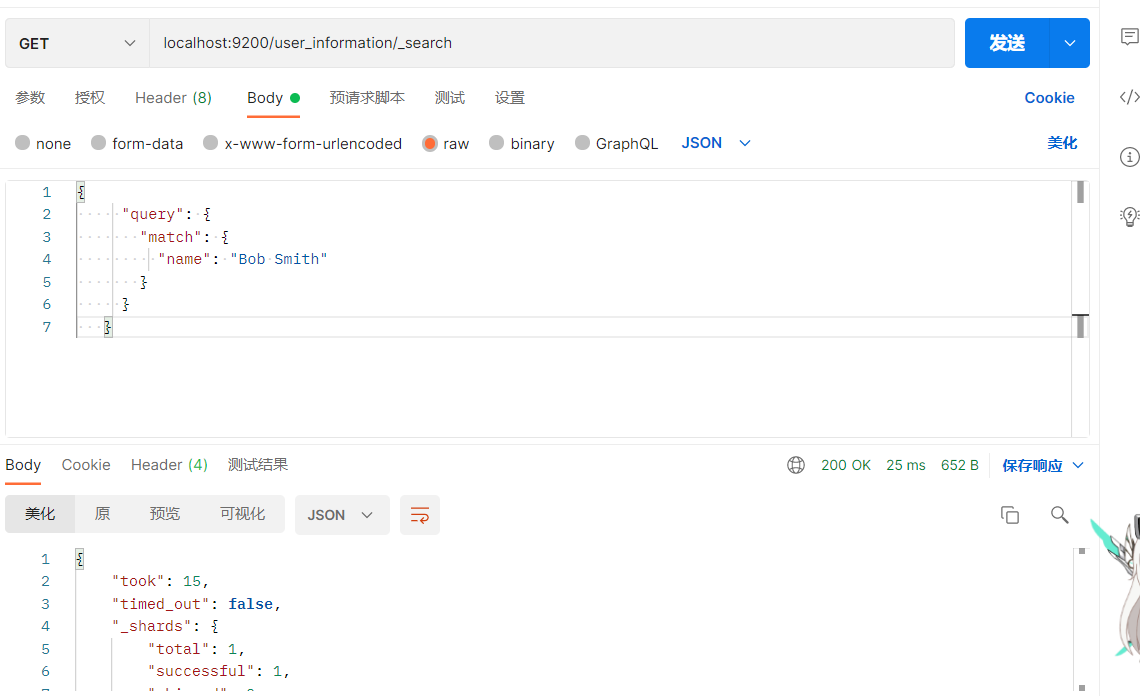 GET localhost:9200/user_information/_search 发送
参数 授权 Header (8) Body 预请求脚本 测试 设置 Cookie
none form-data x-www-form-urlencoded raw binary GraphQL JSON 美化
1 {
2 "query": {
3 "match": {
4 "name": "Bob Smith"
5 }
6 }
7 }
Body Cookie Header (4) 测试结果 200 OK 25 ms 652 B 保存响应
美化 原 预览 可视化 JSON
1 {
2 "took": 15,
3 "timed_out": false,
4 "_shards": {
5 "total": 1,
6 "successful": 1,